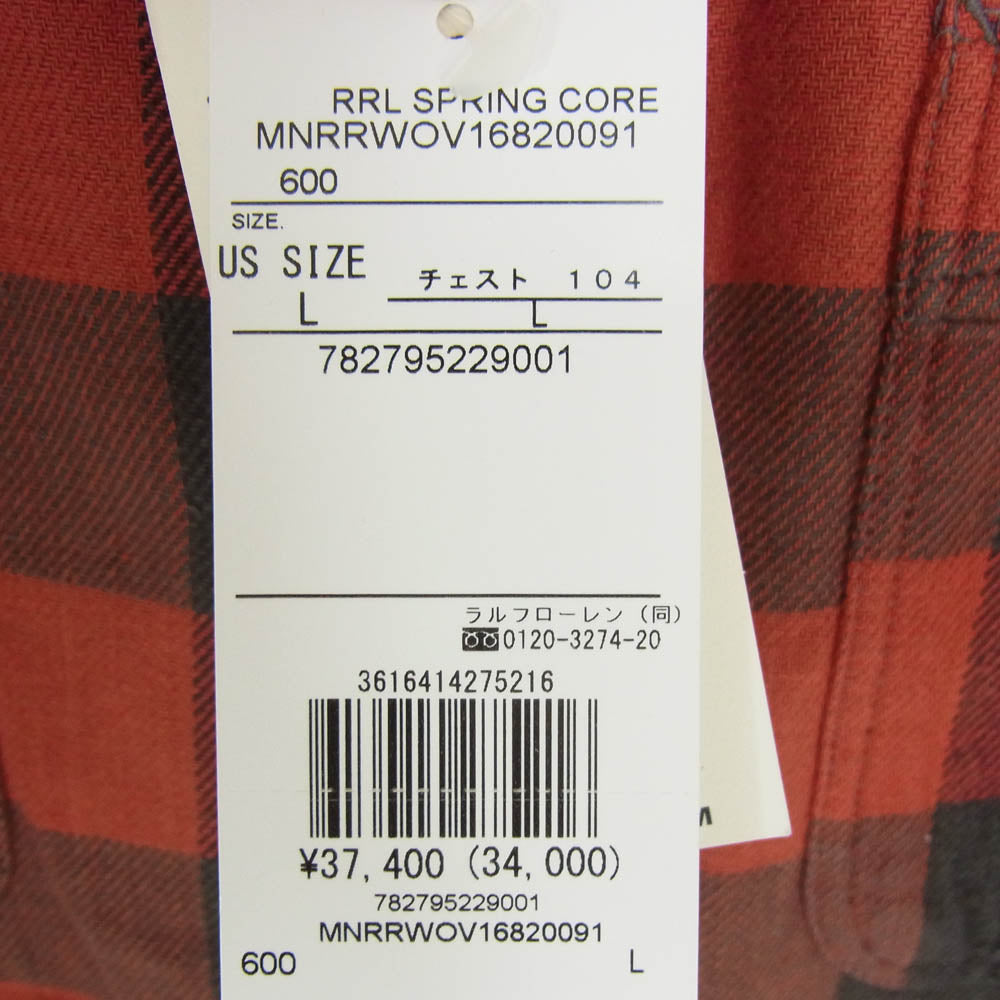 RRL SPRING CORE
MNRRWOV16820091
600
SIZE.
US SIZE
チェスト 104
L
L
782795229001
ラルフローレン (同)
0120-3274-20
3616414275216
¥37,400 (34,000)
782795229001
MNRRWOV16820091
600 L
M